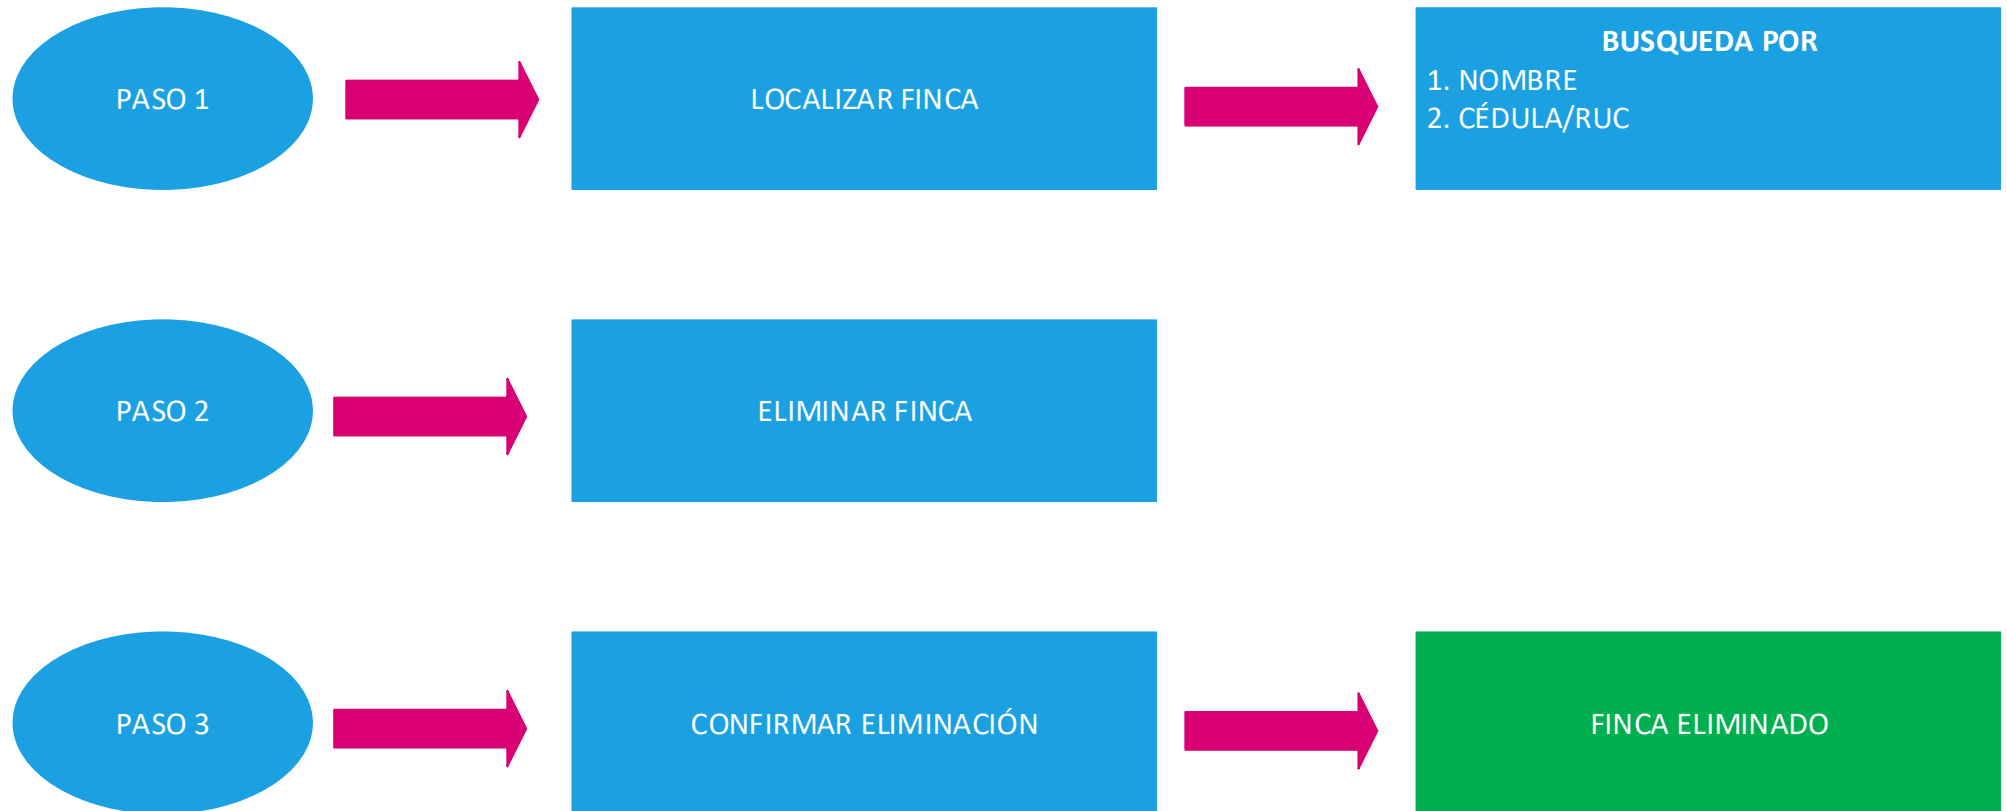 PASO 1
LOCALIZAR FINCA
BUSQUEDA POR
1. NOMBRE
2. CÉDULA/RUC
PASO 2
ELIMINAR FINCA
PASO 3
CONFIRMAR ELIMINACIÓN
FINCA ELIMINADO